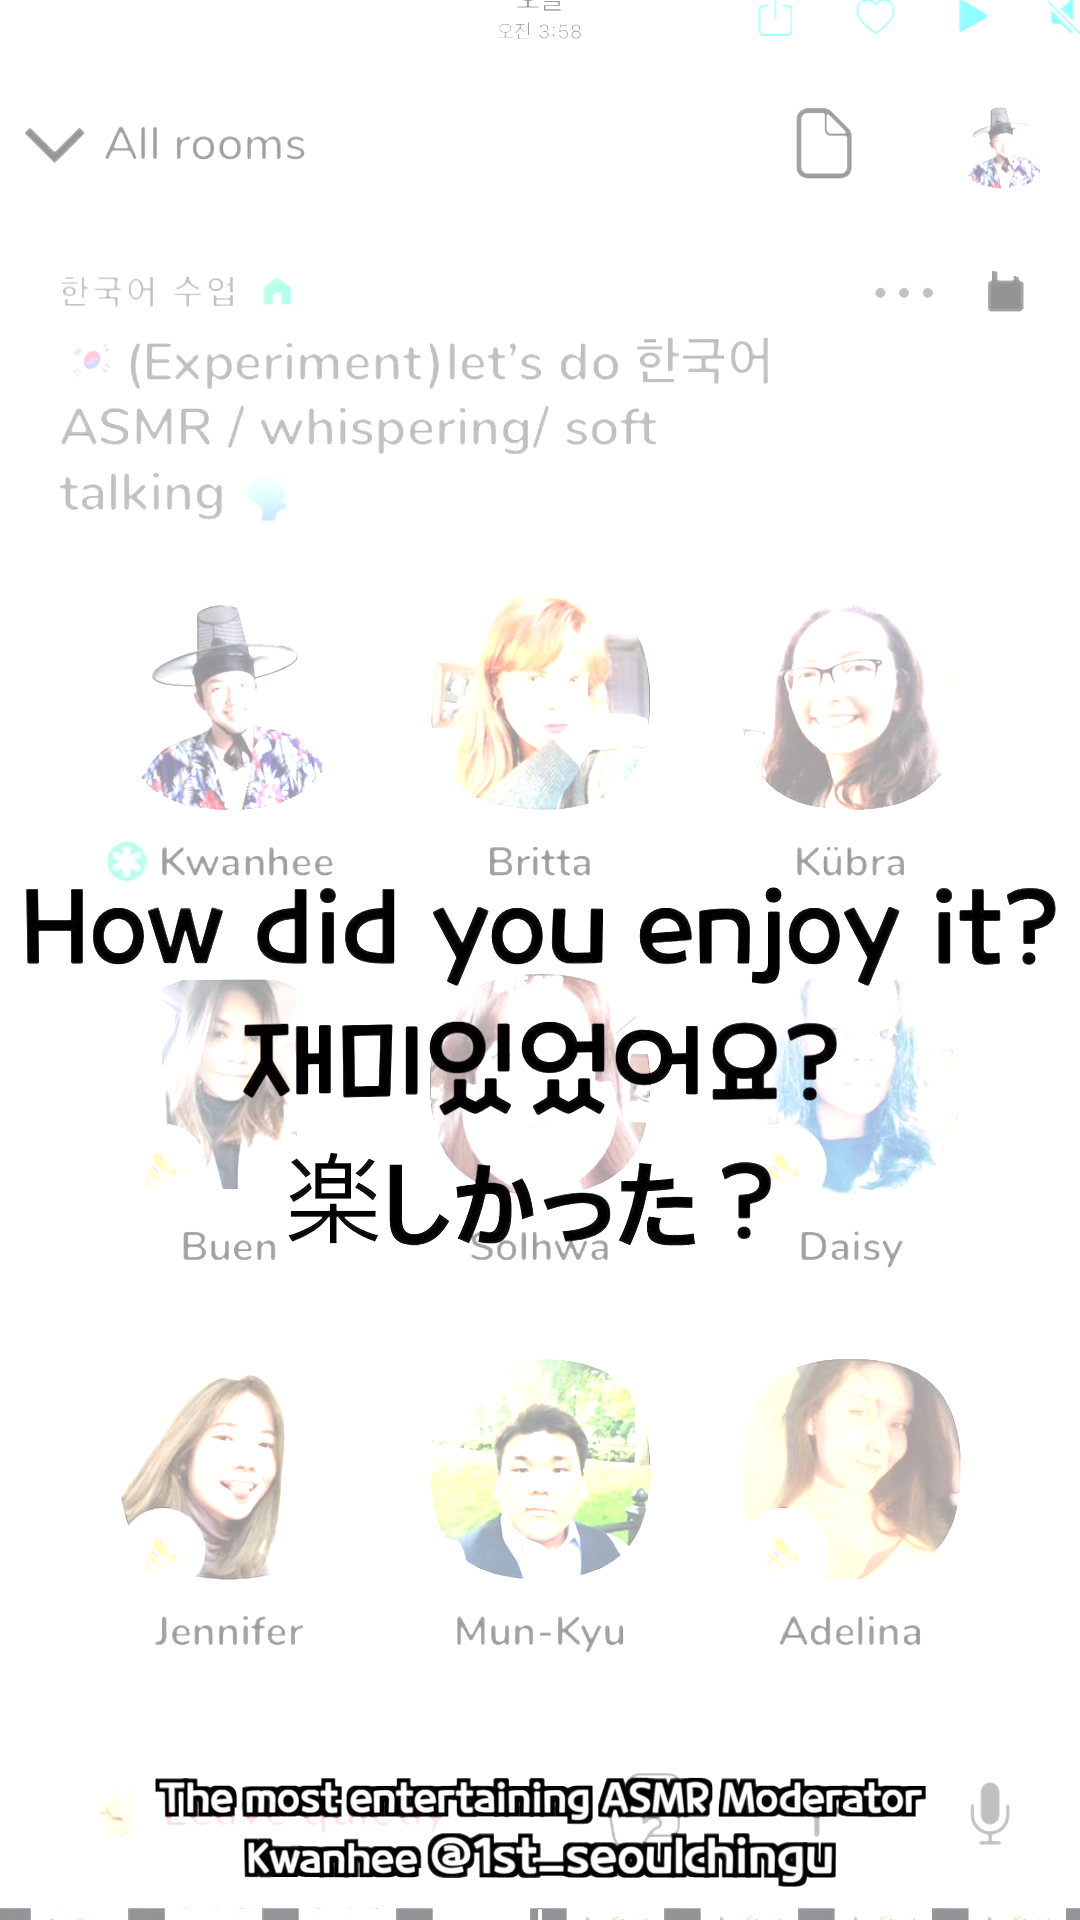 오전 3:58
All rooms
한국어 수업
(Experiment)let's do 한국어
ASMR / whispering/ soft
talking
Kwanhee
Britta
Kübra
How did you enjoy it?
재미있었어요?
楽しかった？
Buen
Solhwa
Daisy
Jennifer
Mun-Kyu
Adelina
The most entertaining ASMR Moderator
Kwanhee @1st_seoulchingu